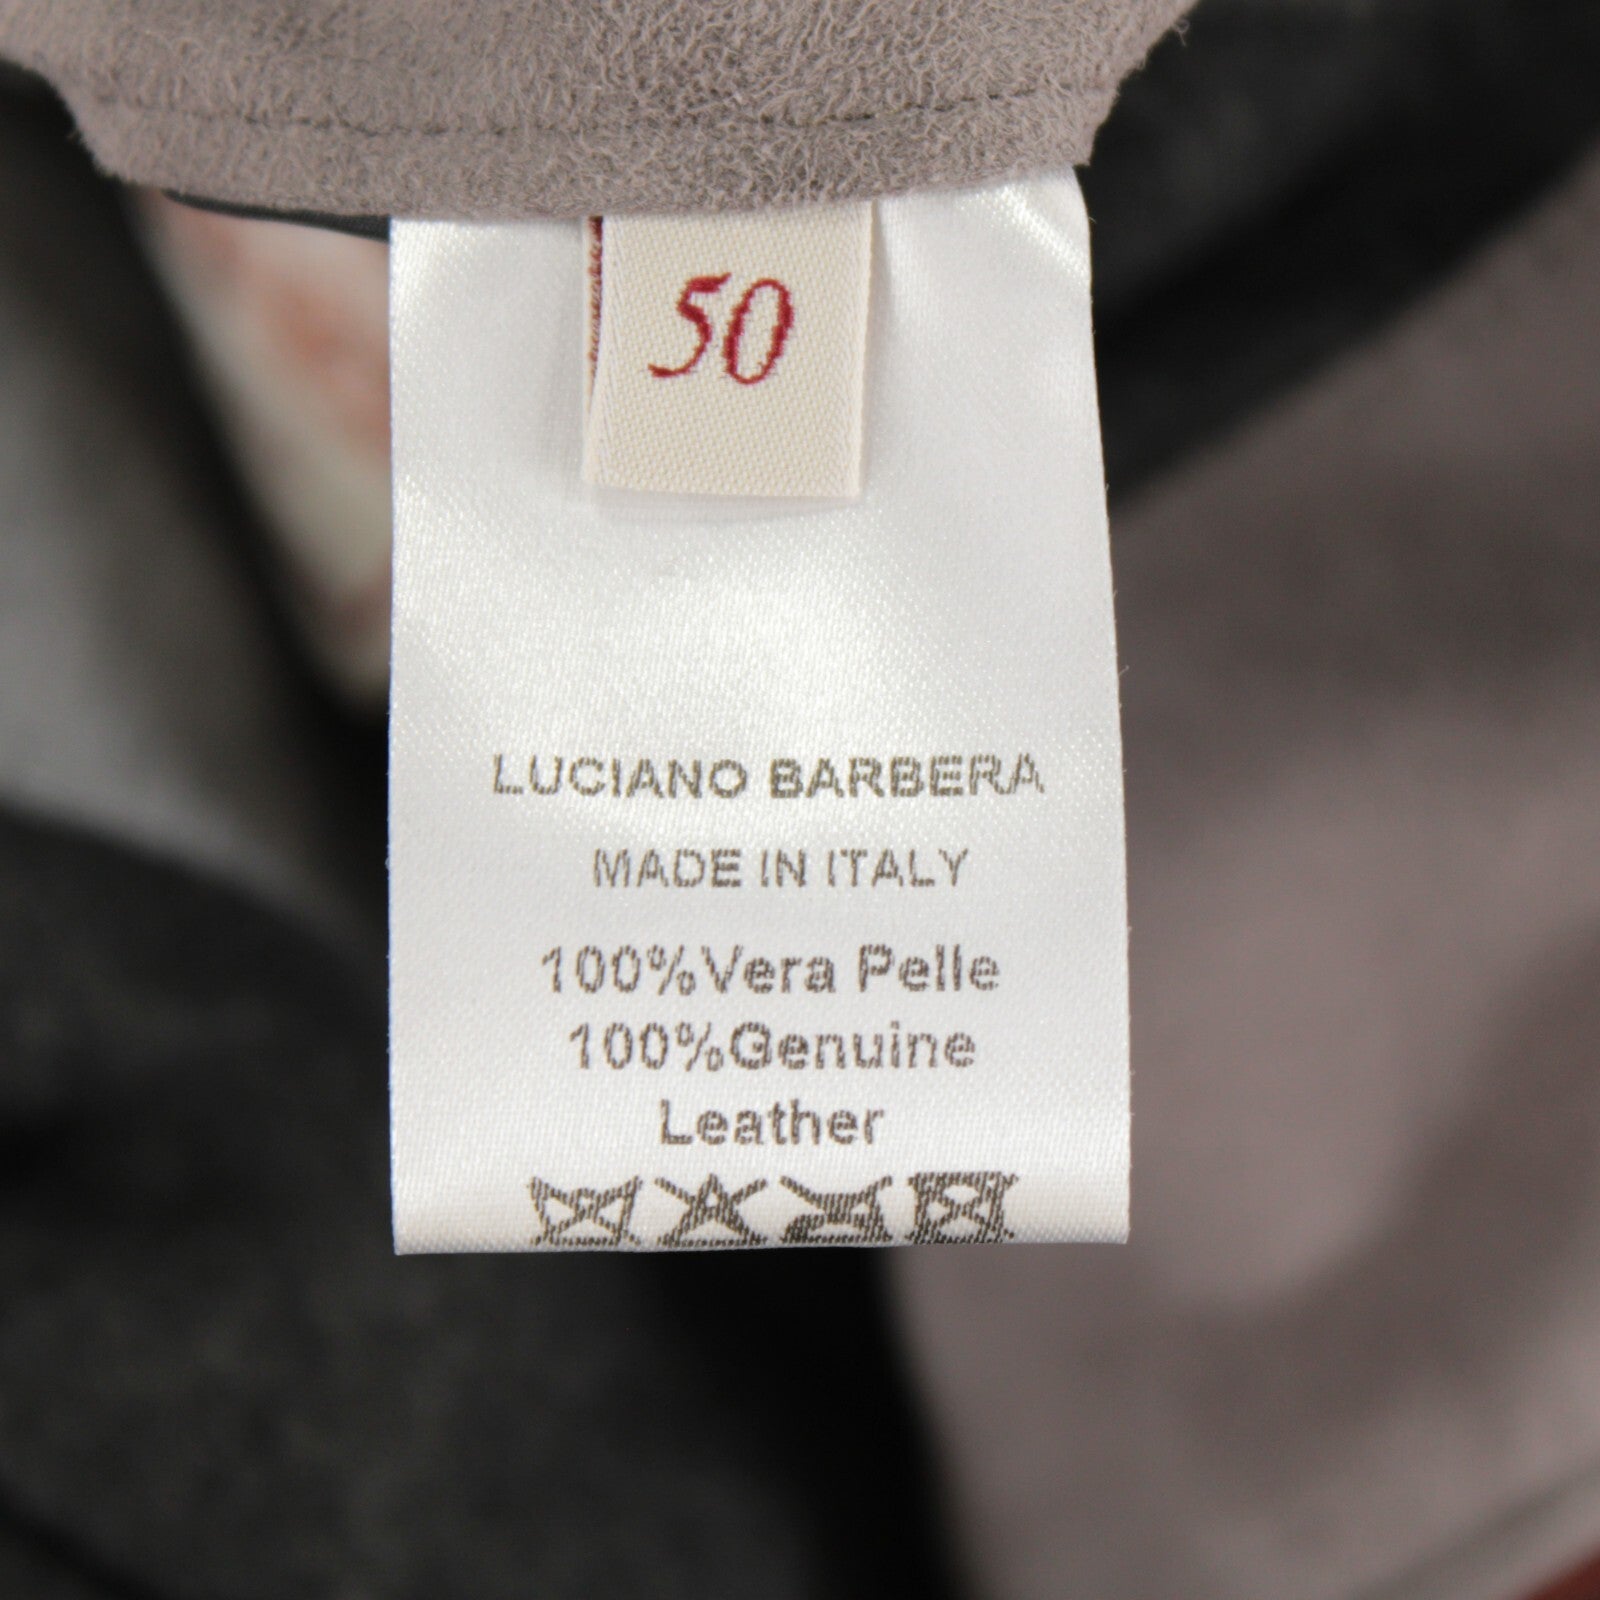 50
LUCIANO BARBERA
MADE IN ITALY
100%Vera Pelle
100%Genuine
Leather